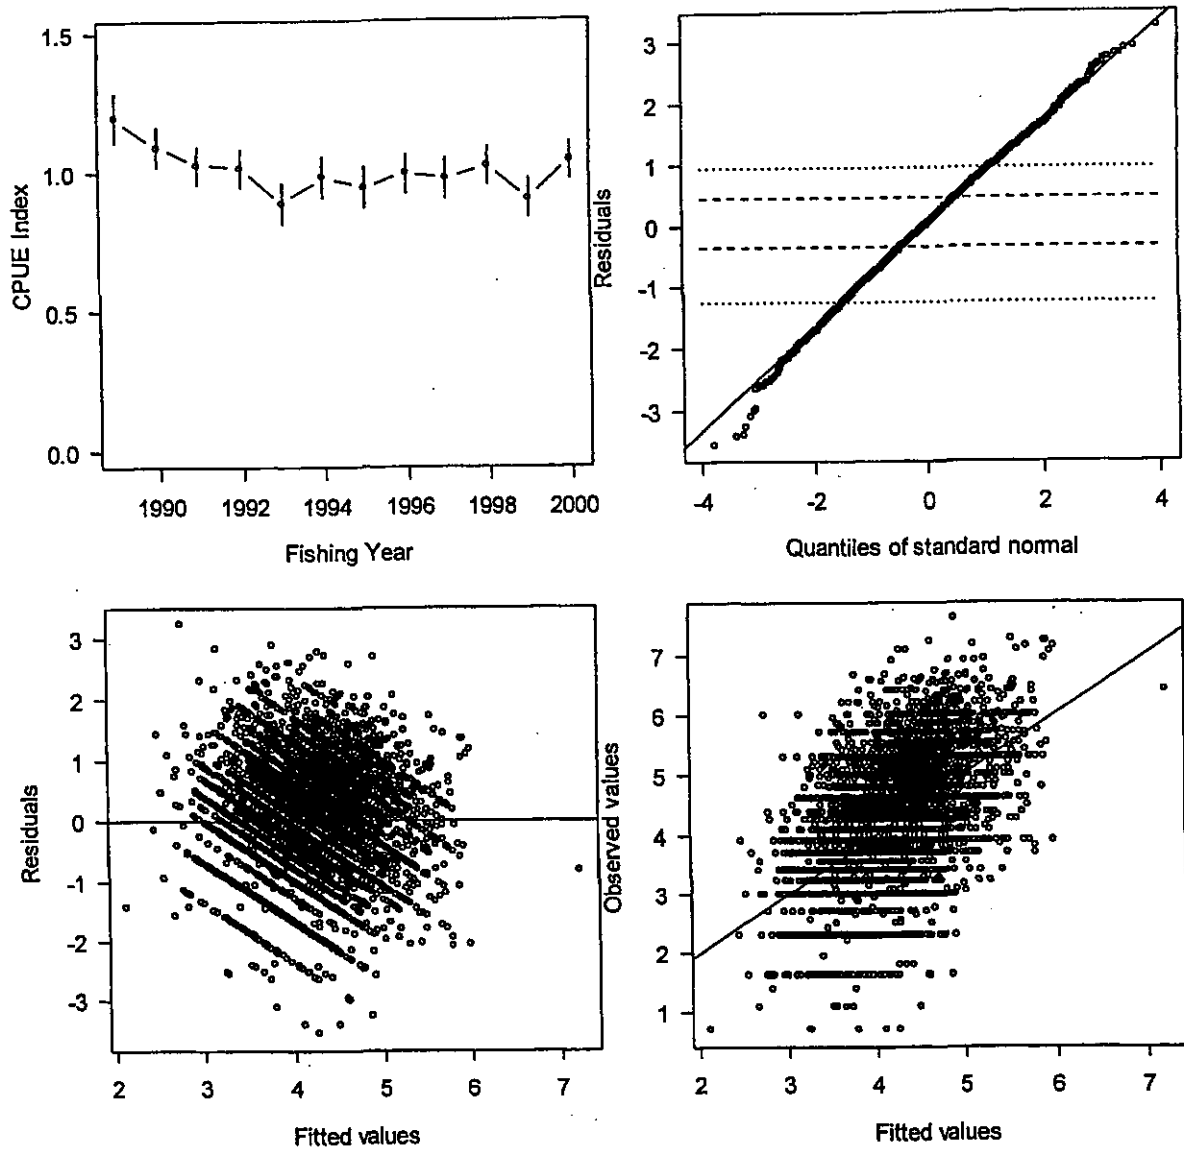 1.5
1.0
0.5
0.0
CPUE Index
1990 1992 1994 1996 1998 2000
Fishing Year
3
2
1
0
-1
-2
-3
Residuals
-4 -2 0 2 4
Quantiles of standard normal
3
2
1
0
-1
-2
-3
Residuals
2 3 4 5 6 7
Fitted values
7
6
5
4
3
2
1
Observed values
2 3 4 5 6 7
Fitted values